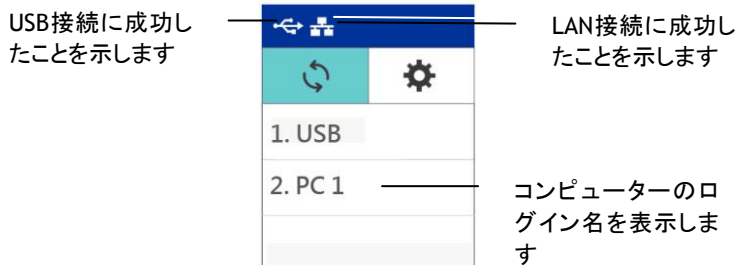 USB接続に成功し
たことを示します
LAN接続に成功し
たことを示します
1. USB
2. PC 1
コンピューターのロ
グイン名を表示しま
す